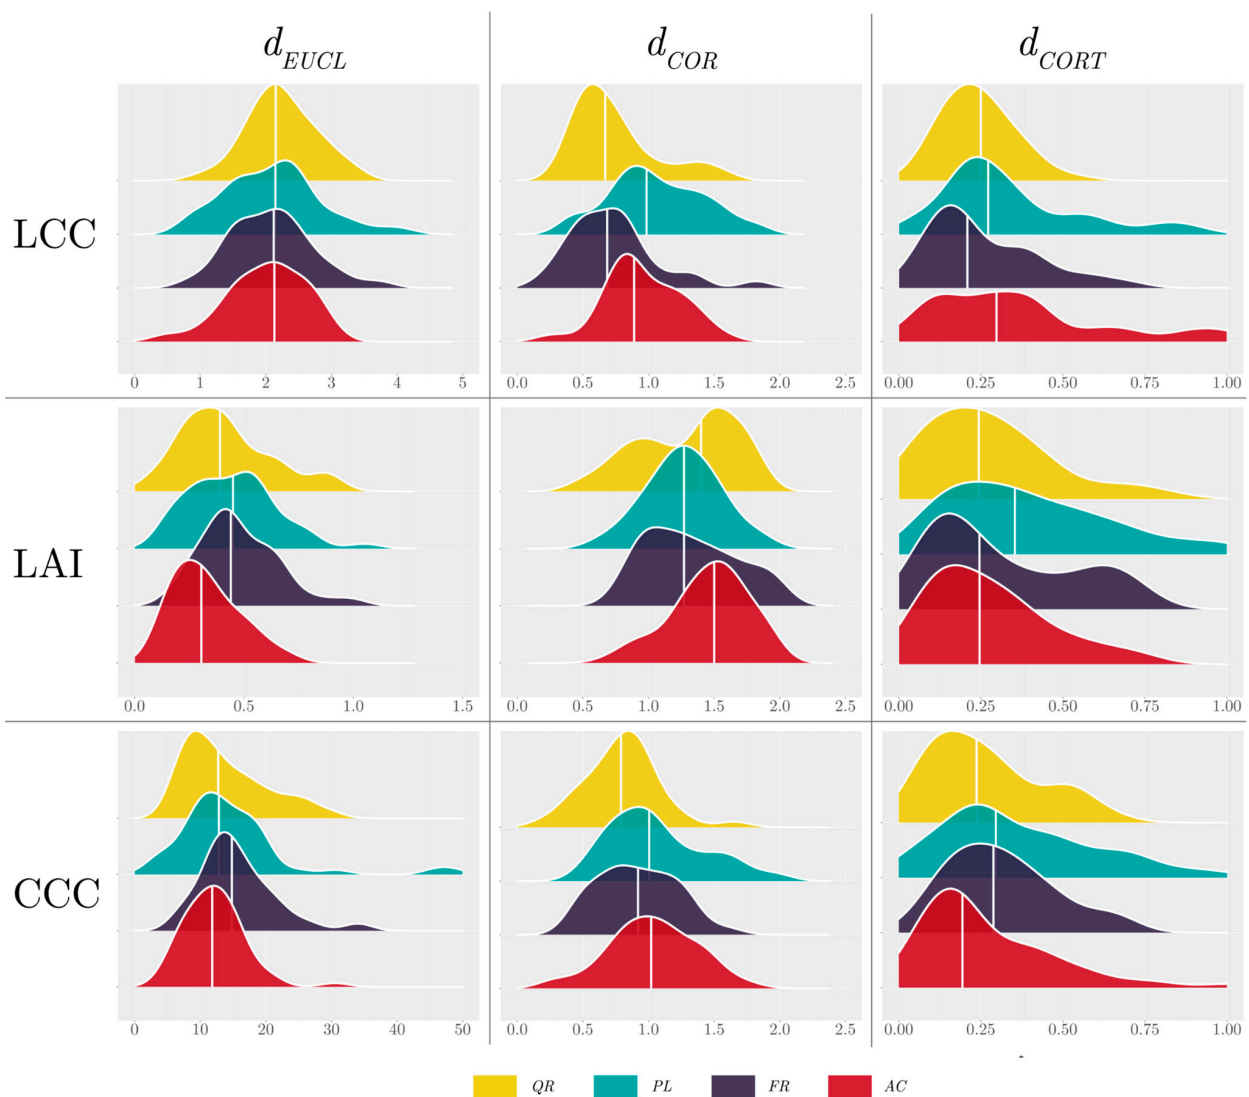 d_EUCL d_COR d_CORT
LCC
0 1 2 3 4 5 0.0 0.5 1.0 1.5 2.0 2.5 0.00 0.25 0.50 0.75 1.00
LAI
0.0 0.5 1.0 1.5 0.0 0.5 1.0 1.5 2.0 2.5 0.00 0.25 0.50 0.75 1.00
CCC
0 10 20 30 40 50 0.0 0.5 1.0 1.5 2.0 2.5 0.00 0.25 0.50 0.75 1.00
QR PL FR AC